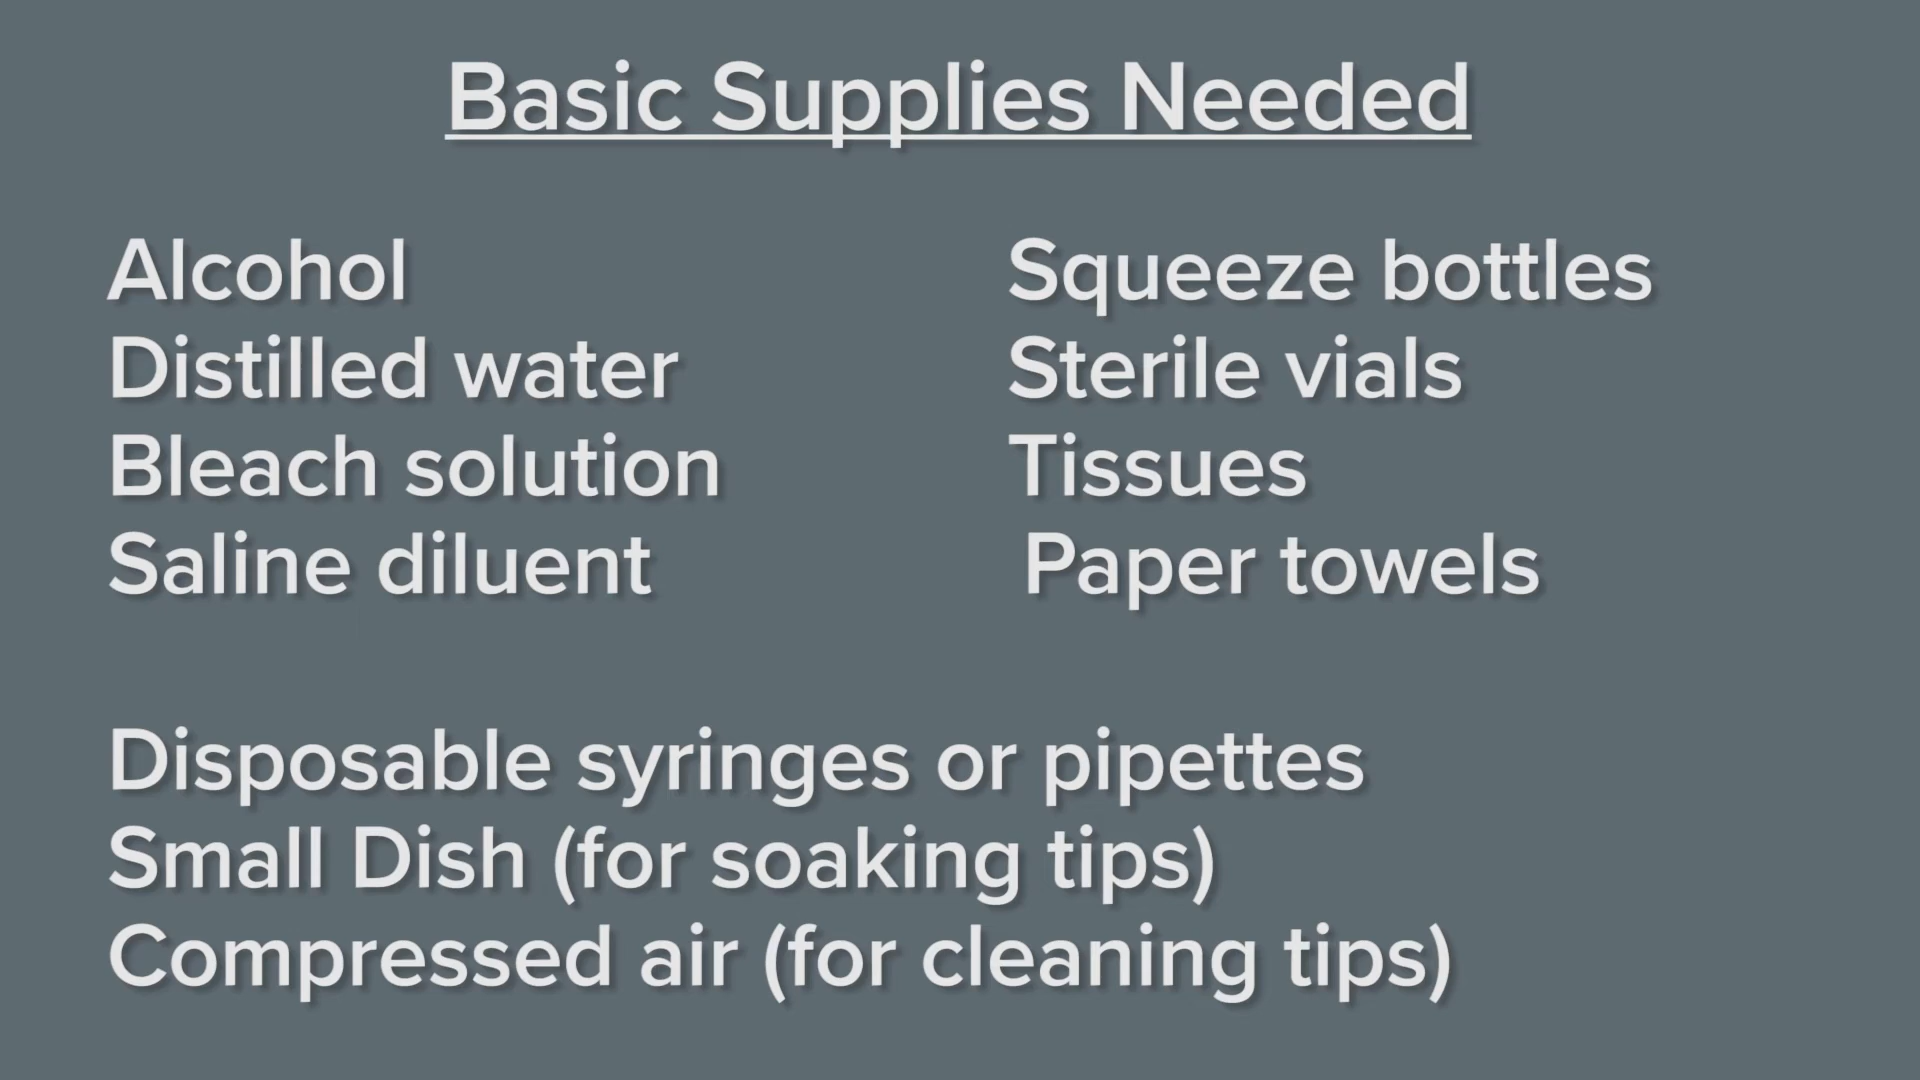 Basic Supplies Needed
Alcohol
Distilled water
Bleach solution
Saline diluent
Squeeze bottles
Sterile vials
Tissues
Paper towels
Disposable syringes or pipettes
Small Dish (for soaking tips)
Compressed air (for cleaning tips)